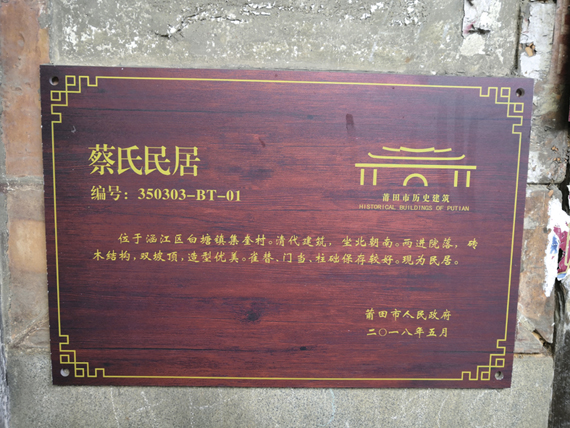 蔡氏民居
编号：350303-BT-01
莆田市历史建筑
HISTORICAL BUILDINGS OF PUTIAN
位于涵江区白塘镇集奎村。清代建筑，坐北朝南。两进院落，砖
木结构，双坡顶，造型优美。雀替、门当、柱础保存较好。现为民居。
莆田市人民政府
二〇一八年五月